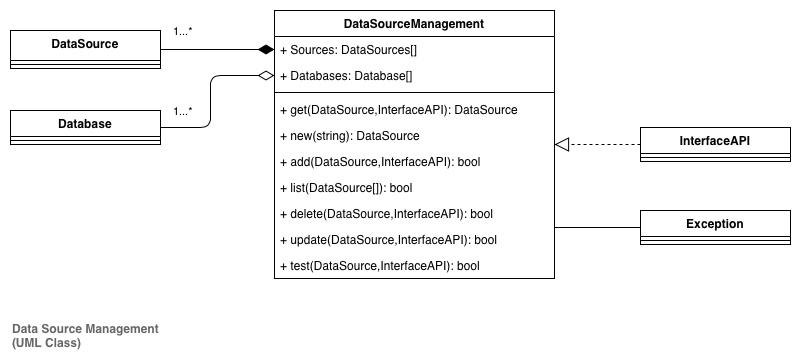 DataSourceManagement
1...*
DataSource
+ Sources: DataSources[]
+ Databases: Database[]
1...*
Database
+ get(DataSource,InterfaceAPI): DataSource
+ new(string): DataSource
+ add(DataSource,InterfaceAPI): bool
+ list(DataSource[]): bool
+ delete(DataSource,InterfaceAPI): bool
+ update(DataSource,InterfaceAPI): bool
+ test(DataSource,InterfaceAPI): bool
InterfaceAPI
Exception
Data Source Management
(UML Class)